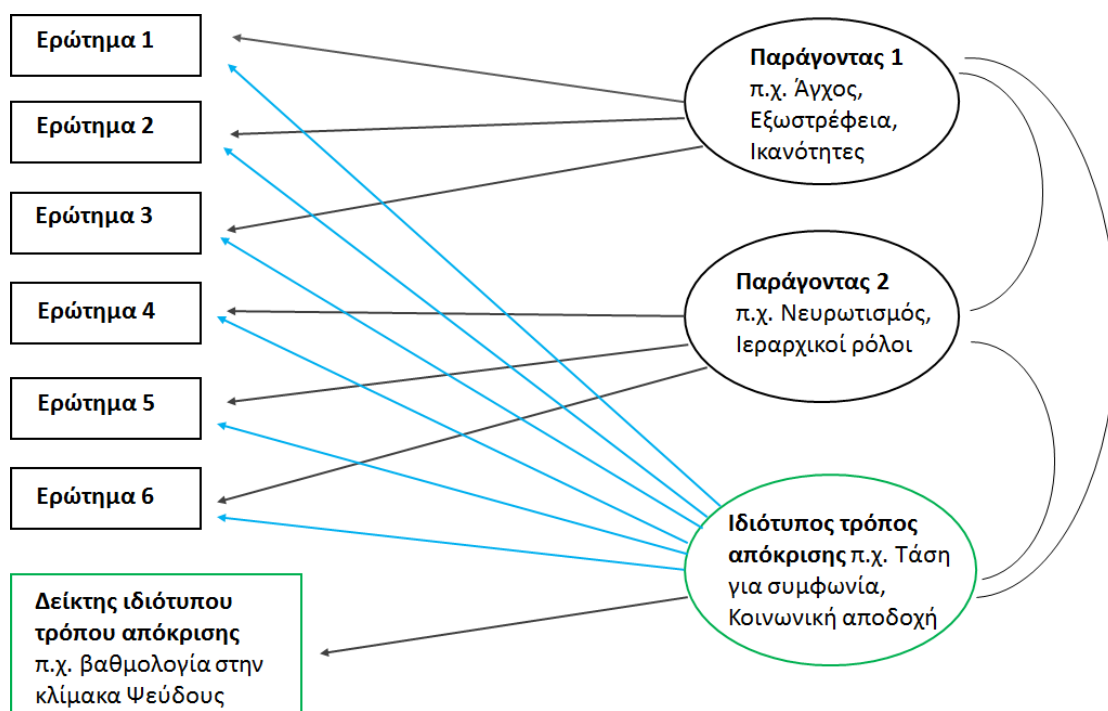 Ερώτημα 1
Ερώτημα 2
Ερώτημα 3
Ερώτημα 4
Ερώτημα 5
Ερώτημα 6
Δείκτης ιδιότυπου
τρόπου απόκρισης
π.χ. βαθμολογία στην
κλίμακα Ψεύδους
Παράγοντας 1
π.χ. Άγχος,
Εξωστρέφεια,
Ικανότητες
Παράγοντας 2
π.χ. Νευρωτισμός,
Ιεραρχικοί ρόλοι
Ιδιότυπος τρόπος
απόκρισης π.χ. Τάση
για συμφωνία,
Κοινωνική αποδοχή